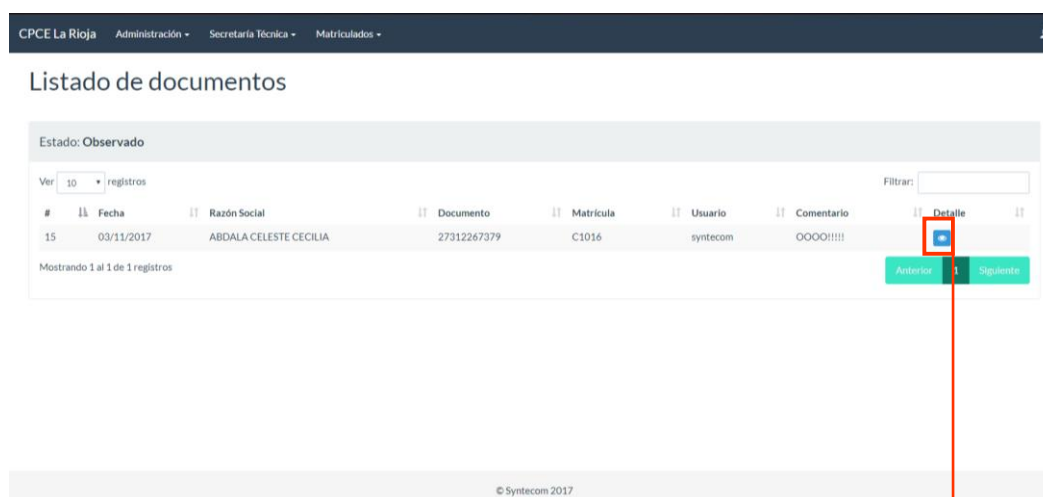 CPCE La Rioja Administración Secretaría Técnica Matriculados
Listado de documentos
Estado: Observado
Ver 10 registros Filtrar:
# Fecha Razón Social Documento Matrícula Usuario Comentario Detalle
15 03/11/2017 ABDALA CELESTE CECILIA 27312267379 C1016 syntecom OOOO!!!!!
Mostrando 1 al 1 de 1 registros Anterior 1 Siguiente
© Syntecom 2017